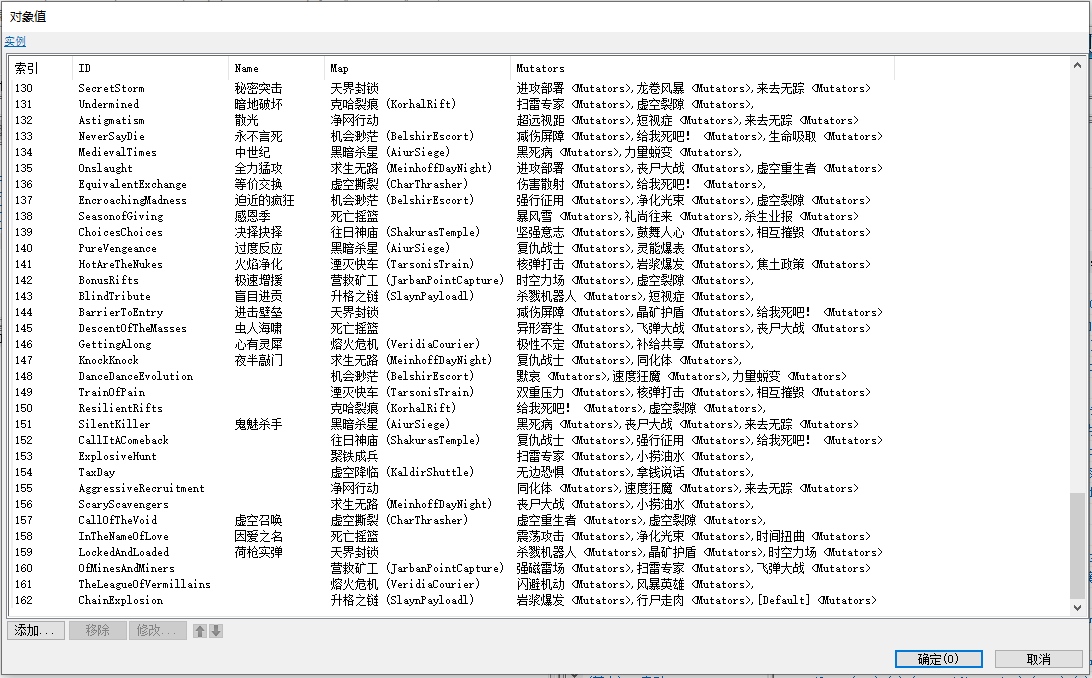 对象值
实例
索引 ID Name Map Mutators
130 SecretStorm 秘密突击 天界封锁 进攻部署 <Mutators>,龙卷风暴 <Mutators>,来去无踪 <Mutators>
131 Undermined 暗地破坏 克哈裂痕 (KorhalRift) 扫雷专家 <Mutators>,虚空裂隙 <Mutators>,
132 Astigmatism 散光 净网行动 超远视距 <Mutators>,短视症 <Mutators>,来去无踪 <Mutators>
133 NeverSayDie 永不言死 机会渺茫 (BelshirEscort) 减伤屏障 <Mutators>,给我死吧! <Mutators>,生命吸取 <Mutators>
134 MedievalTimes 中世纪 黑暗杀星 (AiurSiege) 黑死病 <Mutators>,力量蜕变 <Mutators>,
135 Onslaught 全力猛攻 求生无路 (MeinhoffDayNight) 进攻部署 <Mutators>,丧尸大战 <Mutators>,虚空重生者 <Mutators>
136 EquivalentExchange 等价交换 虚空撕裂 (CharThrasher) 伤害散射 <Mutators>,给我死吧! <Mutators>,
137 EncroachingMadness 迫近的疯狂 机会渺茫 (BelshirEscort) 强行征用 <Mutators>,净化光束 <Mutators>,虚空裂隙 <Mutators>
138 SeasonofGiving 感恩季 死亡摇篮 暴风雪 <Mutators>,礼尚往来 <Mutators>,杀生业报 <Mutators>
139 ChoicesChoices 决择抉择 往日神庙 (ShakurasTemple) 坚强意志 <Mutators>,鼓舞人心 <Mutators>,相互摧毁 <Mutators>
140 PureVengeance 过度反应 黑暗杀星 (AiurSiege) 复仇战士 <Mutators>,灵能爆表 <Mutators>,
141 HotAreTheNukes 火焰净化 湮灭快车 (TarsonisTrain) 核弹打击 <Mutators>,岩浆爆发 <Mutators>,焦土政策 <Mutators>
142 BonusRifts 极速增援 营救矿工 (JarbanPointCapture) 时空力场 <Mutators>,虚空裂隙 <Mutators>,
143 BlindTribute 盲目进贡 升格之链 (SlaynPayloadl) 杀戮机器人 <Mutators>,短视症 <Mutators>,
144 BarrierToEntry 进击壁垒 天界封锁 减伤屏障 <Mutators>,晶矿护盾 <Mutators>,给我死吧! <Mutators>
145 DescentOfTheMasses 虫人海啸 死亡摇篮 异形寄生 <Mutators>,飞弹大战 <Mutators>,丧尸大战 <Mutators>
146 GettingAlong 心有灵犀 熔火危机 (VeridiaCourier) 极性不定 <Mutators>,补给共享 <Mutators>,
147 KnockKnock 夜半敲门 求生无路 (MeinhoffDayNight) 复仇战士 <Mutators>,同化体 <Mutators>,
148 DanceDanceEvolution 机会渺茫 (BelshirEscort) 默哀 <Mutators>,速度狂魔 <Mutators>,力量蜕变 <Mutators>
149 TrainOfPain 湮灭快车 (TarsonisTrain) 双重压力 <Mutators>,核弹打击 <Mutators>,相互摧毁 <Mutators>
150 ResilientRifts 克哈裂痕 (KorhalRift) 给我死吧! <Mutators>,虚空裂隙 <Mutators>,
151 SilentKiller 鬼魅杀手 黑暗杀星 (AiurSiege) 黑死病 <Mutators>,丧尸大战 <Mutators>,来去无踪 <Mutators>
152 CallItAComeback 往日神庙 (ShakurasTemple) 复仇战士 <Mutators>,强行征用 <Mutators>,给我死吧! <Mutators>
153 ExplosiveHunt 聚铁成兵 扫雷专家 <Mutators>,小捞油水 <Mutators>,
154 TaxDay 虚空降临 (KaldirShuttle) 无边恐惧 <Mutators>,拿钱说话 <Mutators>,
155 AggressiveRecruitment 净网行动 同化体 <Mutators>,速度狂魔 <Mutators>,来去无踪 <Mutators>
156 ScaryScavengers 求生无路 (MeinhoffDayNight) 丧尸大战 <Mutators>,小捞油水 <Mutators>,
157 CallOfTheVoid 虚空召唤 虚空撕裂 (CharThrasher) 虚空重生者 <Mutators>,虚空裂隙 <Mutators>,
158 InTheNameOfLove 因爱之名 死亡摇篮 震荡攻击 <Mutators>,净化光束 <Mutators>,时间扭曲 <Mutators>
159 LockedAndLoaded 荷枪实弹 天界封锁 杀戮机器人 <Mutators>,晶矿护盾 <Mutators>,时空力场 <Mutators>
160 OfMinesAndMiners 营救矿工 (JarbanPointCapture) 强磁雷场 <Mutators>,扫雷专家 <Mutators>,飞弹大战 <Mutators>
161 TheLeagueOfVermillains 熔火危机 (VeridiaCourier) 闪避机动 <Mutators>,风暴英雄 <Mutators>,
162 ChainExplosion 升格之链 (SlaynPayloadl) 岩浆爆发 <Mutators>,行尸走肉 <Mutators>,[Default] <Mutators>
添加... 移除 修改...
确定(O) 取消